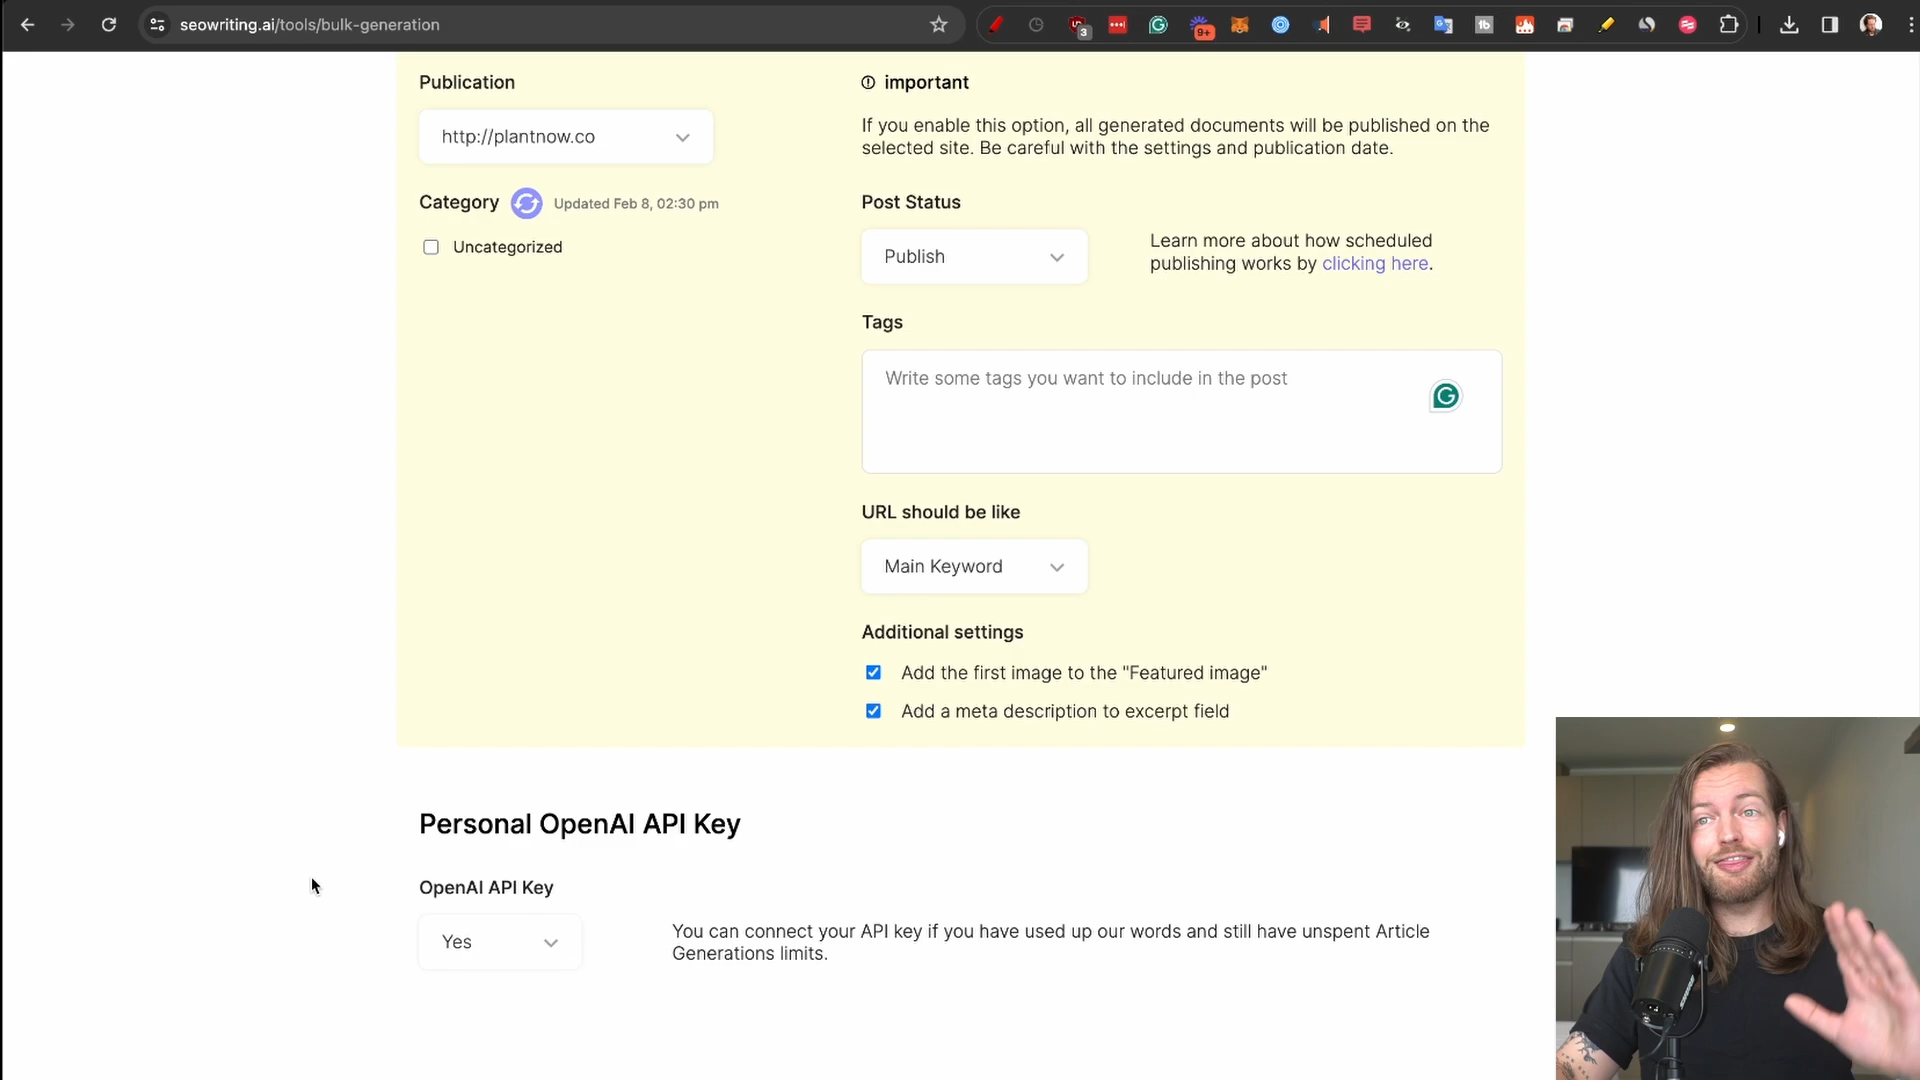 seowriting.ai/tools/bulk-generation
3
9+
Publication
http://plantnow.co
Category
Updated Feb 8, 02:30 pm
Uncategorized
important
If you enable this option, all generated documents will be published on the
selected site. Be careful with the settings and publication date.
Post Status
Publish
Learn more about how scheduled
publishing works by clicking here.
Tags
Write some tags you want to include in the post
URL should be like
Main Keyword
Additional settings
Add the first image to the "Featured image"
Add a meta description to excerpt field
Personal OpenAI API Key
OpenAI API Key
Yes
You can connect your API key if you have used up our words and still have unspent Article
Generations limits.